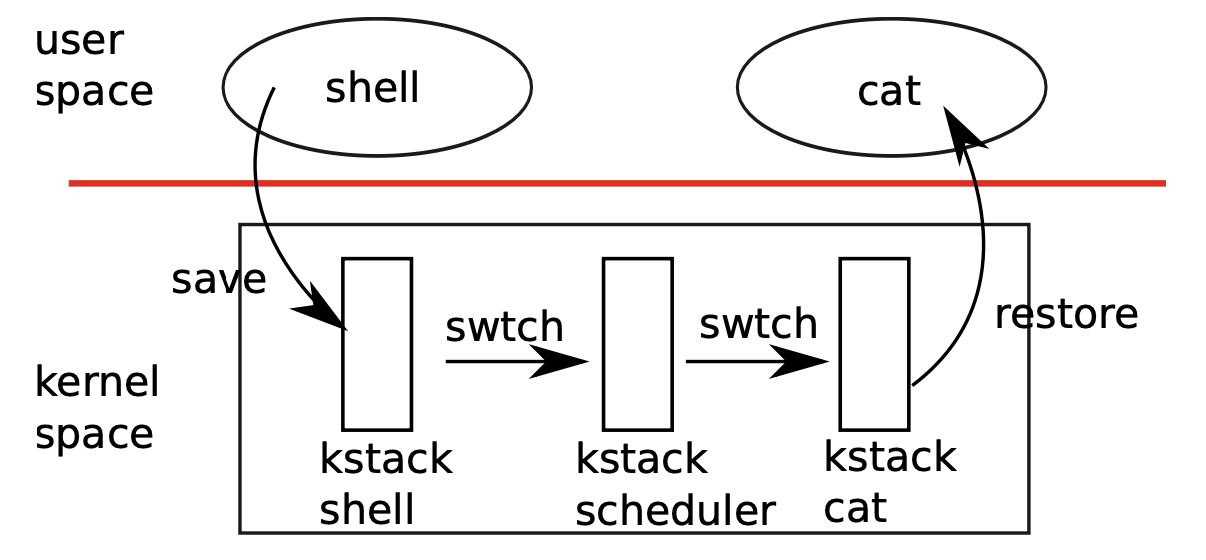 user
space
shell
cat
save
swtch
swtch
restore
kernel
space
kstack
shell
kstack
scheduler
kstack
cat